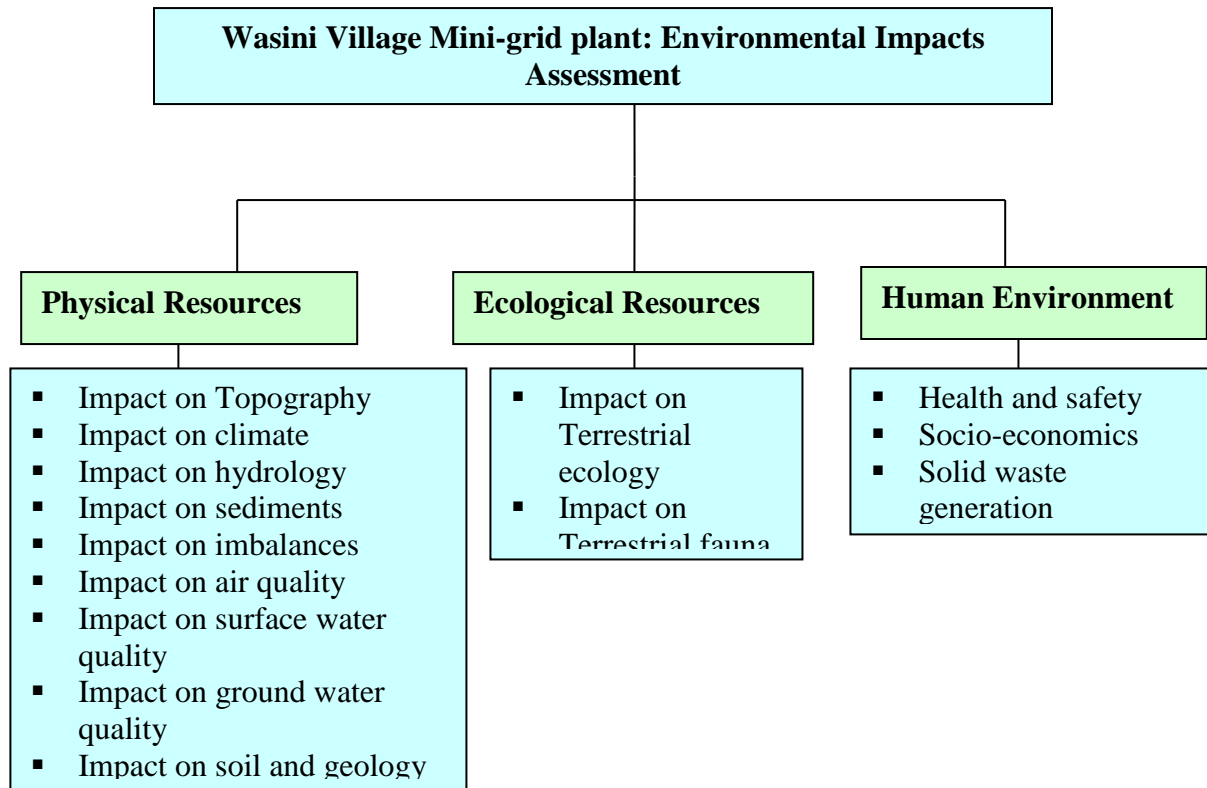 Wasini Village Mini-grid plant: Environmental Impacts
Assessment
Physical Resources
▪ Impact on Topography
▪ Impact on climate
▪ Impact on hydrology
▪ Impact on sediments
▪ Impact on imbalances
▪ Impact on air quality
▪ Impact on surface water
quality
▪ Impact on ground water
quality
▪ Impact on soil and geology
Ecological Resources
▪ Impact on
Terrestrial
ecology
▪ Impact on
Terrestrial fauna
Human Environment
▪ Health and safety
▪ Socio-economics
▪ Solid waste
generation